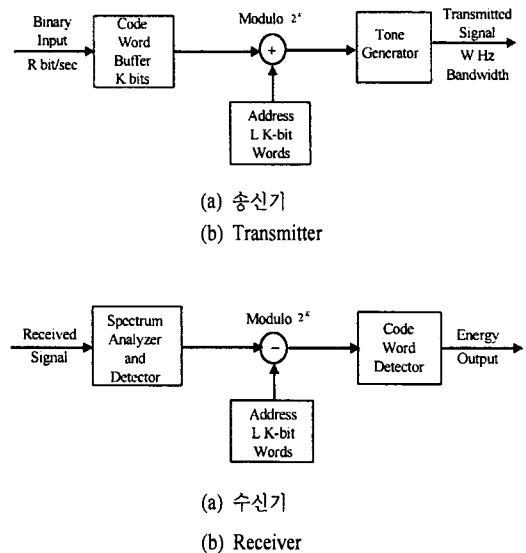 Binary
Input
R bit/sec
Code
Word
Buffer
K bits
Modulo 2^K
+
Address
L K-bit
Words
Tone
Generator
Transmitted
Signal
W Hz
Bandwidth
(a) 송신기
(b) Transmitter
Received
Signal
Spectrum
Analyzer
and
Detector
Modulo 2^K
−
Address
L K-bit
Words
Code
Word
Detector
Energy
Output
(a) 수신기
(b) Receiver